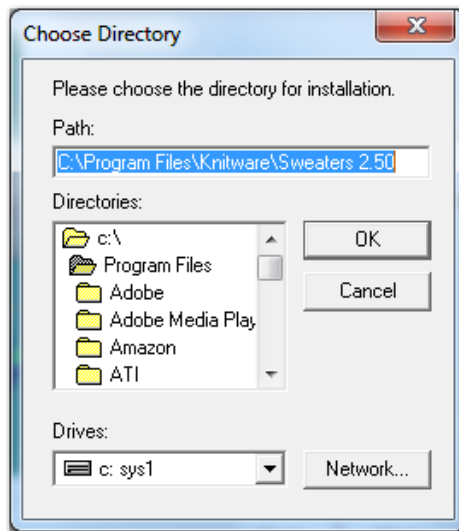 Choose Directory
Please choose the directory for installation.
Path:
C:\Program Files\Knitware\Sweaters 2.50
Directories:
c:\
OK
Program Files
Adobe
Cancel
Adobe Media Play
Amazon
ATI
Drives:
c: sys1
Network...